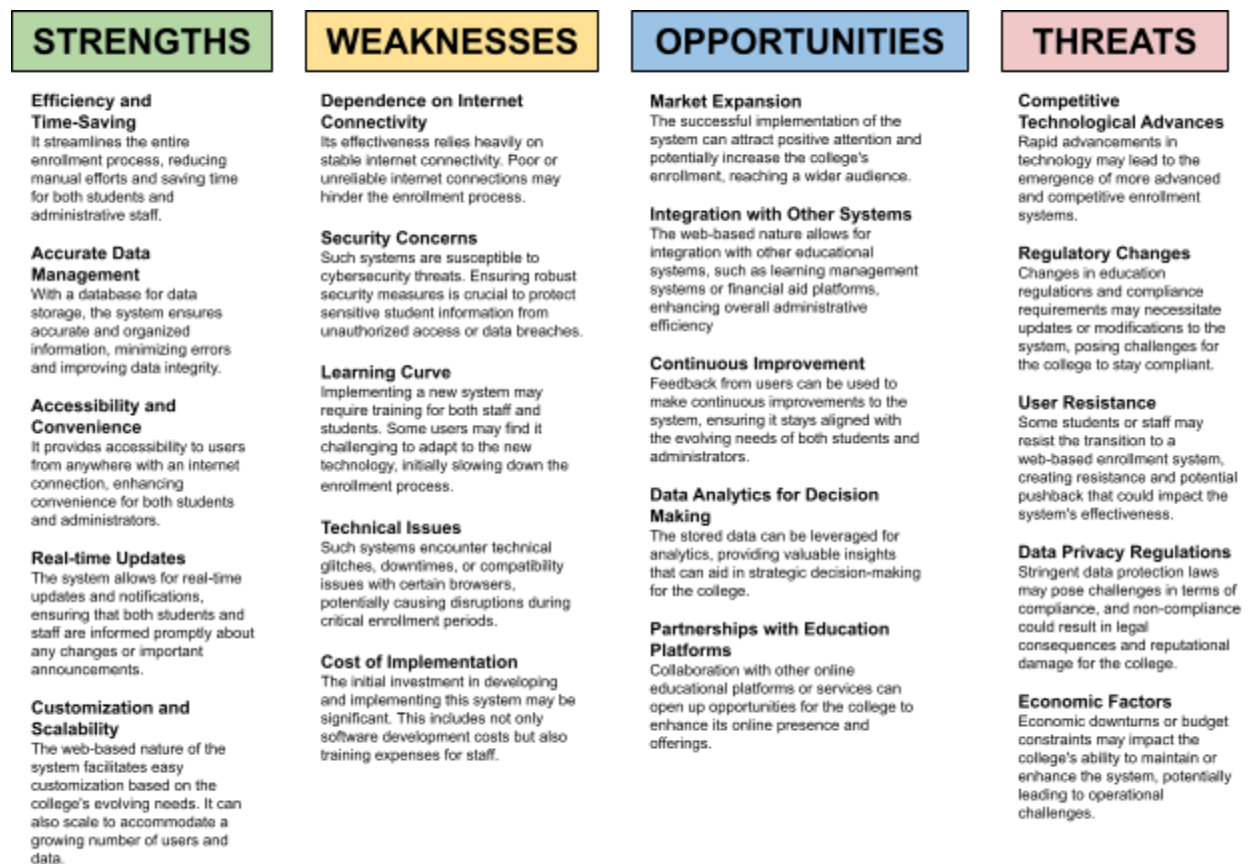 STRENGTHS
Efficiency and
Time-Saving
It streamlines the entire
enrollment process, reducing
manual efforts and saving time
for both students and
administrative staff.
Accurate Data
Management
With a database for data
storage, the system ensures
accurate and organized
information, minimizing errors
and improving data integrity.
Accessibility and
Convenience
It provides accessibility to users
from anywhere with an internet
connection, enhancing
convenience for both students
and administrators.
Real-time Updates
The system allows for real-time
updates and notifications,
ensuring that both students and
staff are informed promptly about
any changes or important
announcements.
Customization and
Scalability
The web-based nature of the
system facilitates easy
customization based on the
college's evolving needs. It can
also scale to accommodate a
growing number of users and
data.
WEAKNESSES
Dependence on Internet
Connectivity
Its effectiveness relies heavily on
stable internet connectivity. Poor or
unreliable internet connections may
hinder the enrollment process.
Security Concerns
Such systems are susceptible to
cybersecurity threats. Ensuring robust
security measures is crucial to protect
sensitive student information from
unauthorized access or data breaches.
Learning Curve
Implementing a new system may
require training for both staff and
students. Some users may find it
challenging to adapt to the new
technology, initially slowing down the
enrollment process.
Technical Issues
Such systems encounter technical
glitches, downtimes, or compatibility
issues with certain browsers,
potentially causing disruptions during
critical enrollment periods.
Cost of Implementation
The initial investment in developing
and implementing this system may be
significant. This includes not only
software development costs but also
training expenses for staff.
OPPORTUNITIES
Market Expansion
The successful implementation of the
system can attract positive attention and
potentially increase the college's
enrollment, reaching a wider audience.
Integration with Other Systems
The web-based nature allows for
integration with other educational
systems, such as learning management
systems or financial aid platforms,
enhancing overall administrative
efficiency
Continuous Improvement
Feedback from users can be used to
make continuous improvements to the
system, ensuring it stays aligned with
the evolving needs of both students and
administrators.
Data Analytics for Decision
Making
The stored data can be leveraged for
analytics, providing valuable insights
that can aid in strategic decision-making
for the college.
Partnerships with Education
Platforms
Collaboration with other online
educational platforms or services can
open up opportunities for the college to
enhance its online presence and
offerings.
THREATS
Competitive
Technological Advances
Rapid advancements in
technology may lead to the
emergence of more advanced
and competitive enrollment
systems.
Regulatory Changes
Changes in education
regulations and compliance
requirements may necessitate
updates or modifications to the
system, posing challenges for
the college to stay compliant.
User Resistance
Some students or staff may
resist the transition to a
web-based enrollment system,
creating resistance and potential
pushback that could impact the
system's effectiveness.
Data Privacy Regulations
Stringent data protection laws
may pose challenges in terms of
compliance, and non-compliance
could result in legal
consequences and reputational
damage for the college.
Economic Factors
Economic downturns or budget
constraints may impact the
college's ability to maintain or
enhance the system, potentially
leading to operational
challenges.